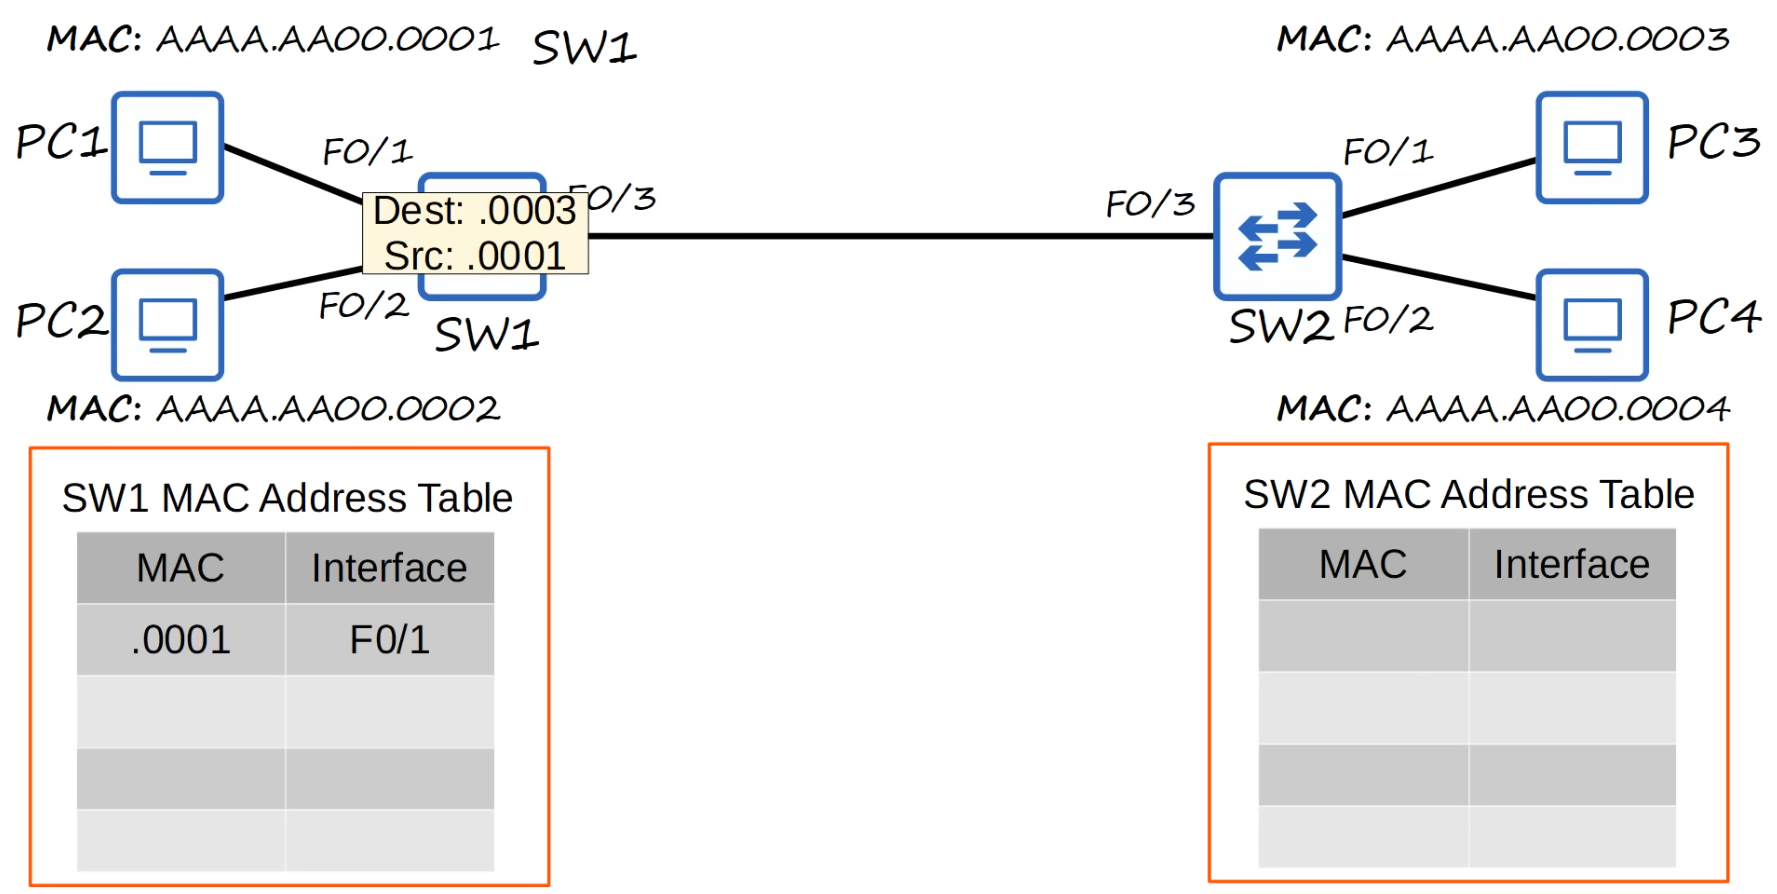 MAC: AAAA.AA00.0001
SW1
MAC: AAAA.AA00.0003
PC1
F0/1
F0/1
PC3
Dest: .0003
Src: .0001
F0/3
F0/3
F0/2
SW1
SW2
F0/2
PC2
PC4
MAC: AAAA.AA00.0002
MAC: AAAA.AA00.0004
SW1 MAC Address Table
MAC Interface
.0001 F0/1
SW2 MAC Address Table
MAC Interface